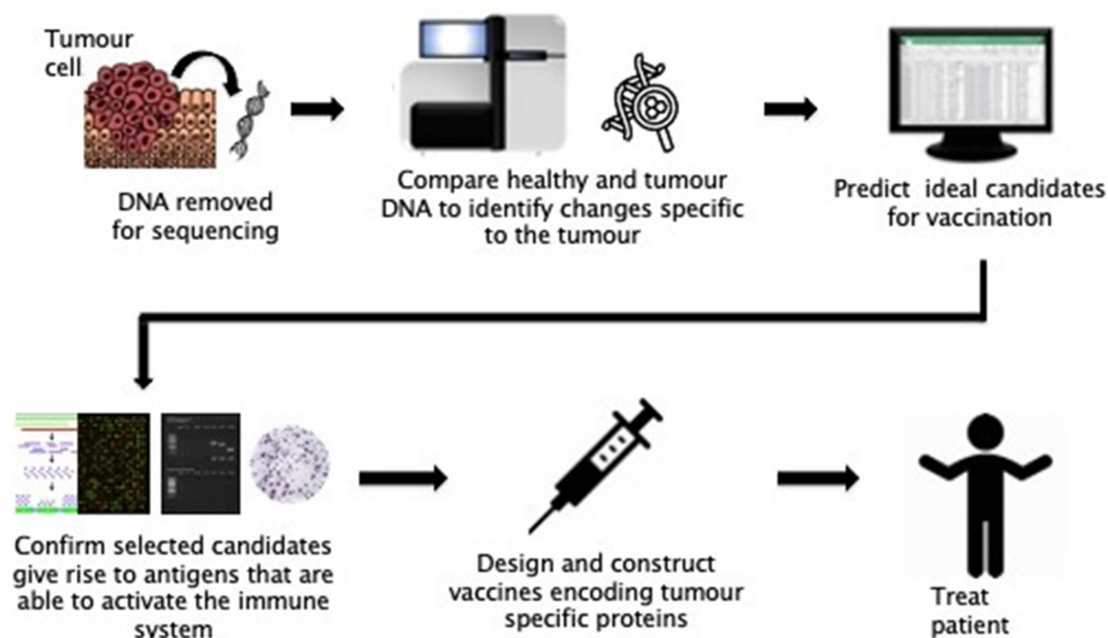 Tumour
cell
DNA removed
for sequencing
Compare healthy and tumour
DNA to identify changes specific
to the tumour
Predict ideal candidates
for vaccination
Confirm selected candidates
give rise to antigens that are
able to activate the immune
system
Design and construct
vaccines encoding tumour
specific proteins
Treat
patient